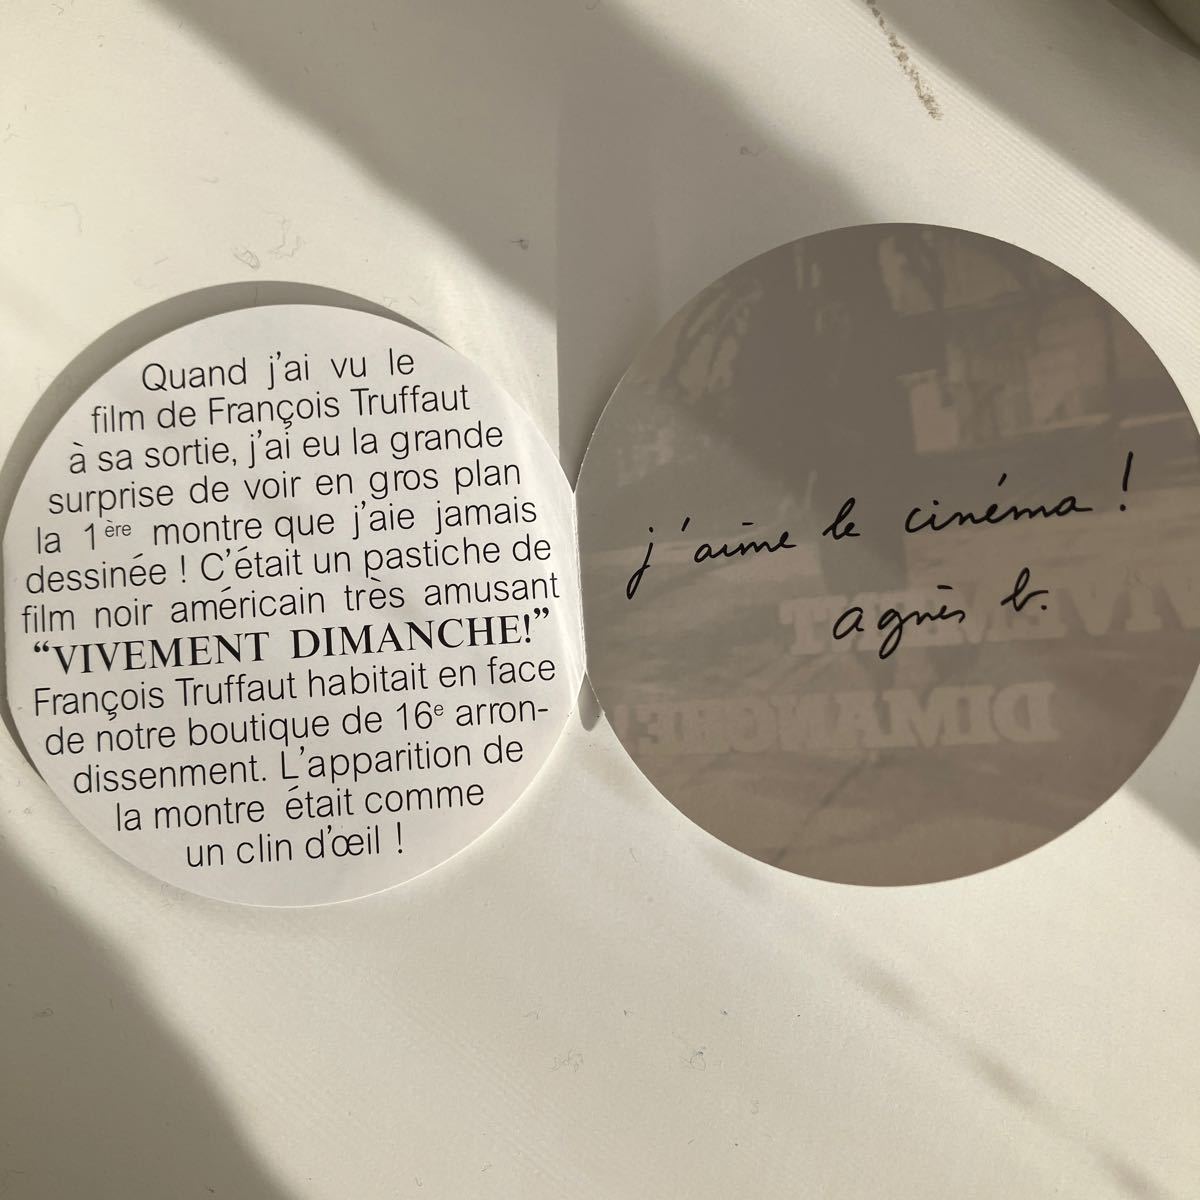 Quand j'ai vu le
film de François Truffaut
à sa sortie, j'ai eu la grande
surprise de voir en gros plan
la 1ère montre que j'aie jamais
dessinée ! C'était un pastiche de
film noir américain très amusant
“VIVEMENT DIMANCHE!”
François Truffaut habitait en face
de notre boutique de 16e arron-
dissenment. L'apparition de
la montre était comme
un clin d'œil !
j'aime le cinéma !
agnès b.
VIVEMENT
DIMANCHE!